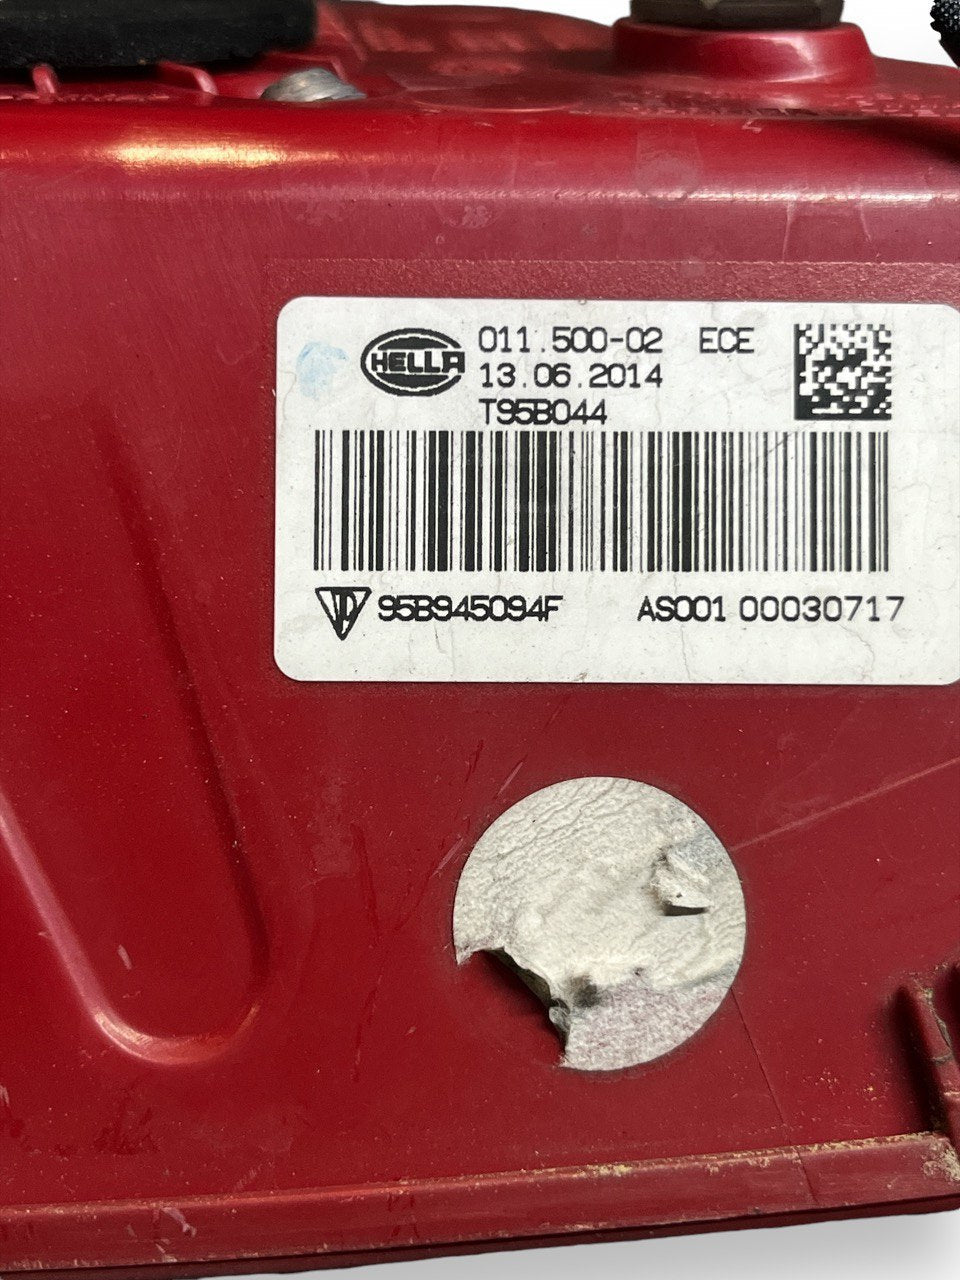 HELLA
011.500-02 ECE
13.06.2014
T95B044
95B945094F AS001 00030717